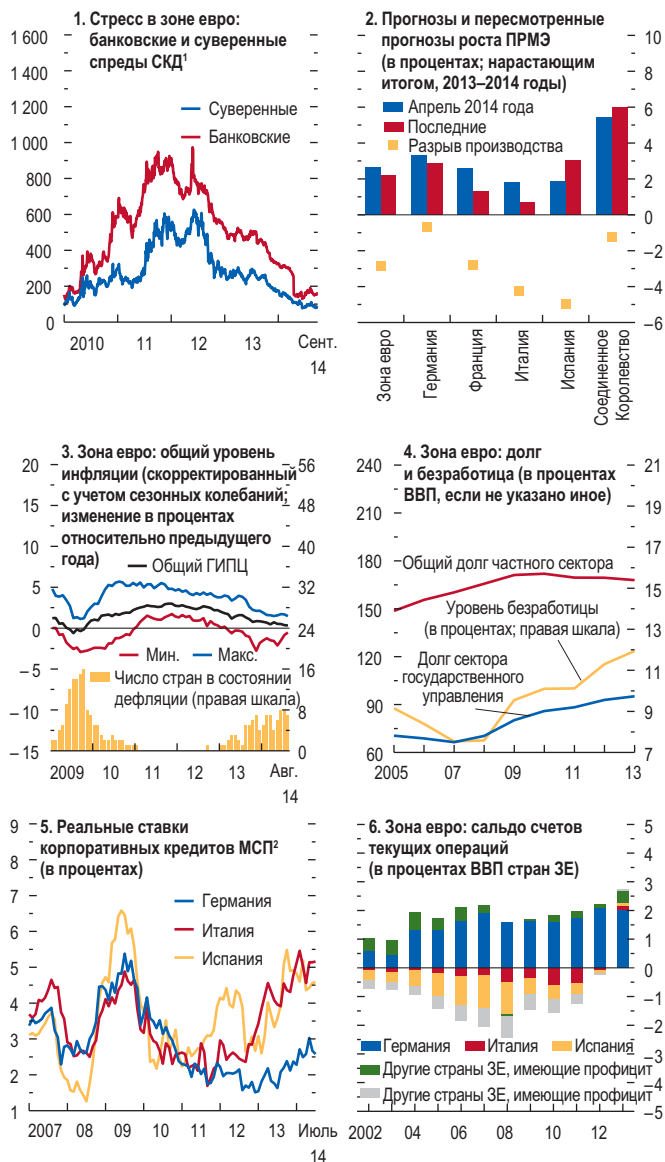 1. Стресс в зоне евро:
банковские и суверенные
спреды СКД¹
1 600
1 400
1 200
1 000
800
600
400
200
0
Суверенные
Банковские
2010
11
12
13
Сент.
14
2. Прогнозы и пересмотренные
прогнозы роста ПРМЭ
(в процентах; нарастающим
итогом, 2013–2014 годы)
Апрель 2014 года
Последние
Разрыв производства
10
8
6
4
2
0
–2
–4
–6
Зона евро
Германия
Франция
Италия
Испания
Соединенное
Королевство
3. Зона евро: общий уровень
инфляции (скорректированный
с учетом сезонных колебаний;
изменение в процентах
относительно предыдущего
года)
20
15
10
5
0
–5
–10
–15
56
48
40
32
24
16
8
0
Общий ГИПЦ
Мин.
Макс.
Число стран в состоянии
дефляции (правая шкала)
2009
10
11
12
13
Авг.
14
4. Зона евро: долг
и безработица (в процентах
ВВП, если не указано иное)
240
210
180
150
120
90
60
21
19
18
16
15
13
12
11
10
9
8
7
Общий долг частного сектора
Уровень безработицы
(в процентах; правая шкала)
Долг сектора
государственного
управления
2005
07
09
11
13
5. Реальные ставки
корпоративных кредитов МСП²
(в процентах)
9
8
7
6
5
4
3
2
1
Германия
Италия
Испания
2007
08
09
10
11
12
13
Июль
14
6. Зона евро: сальдо счетов
текущих операций
(в процентах ВВП стран ЗЕ)
5
4
3
2
1
0
–1
–2
–3
–4
–5
Германия
Италия
Испания
Другие страны ЗЕ, имеющие профицит
Другие страны ЗЕ, имеющие профицит
2002
04
06
08
10
12